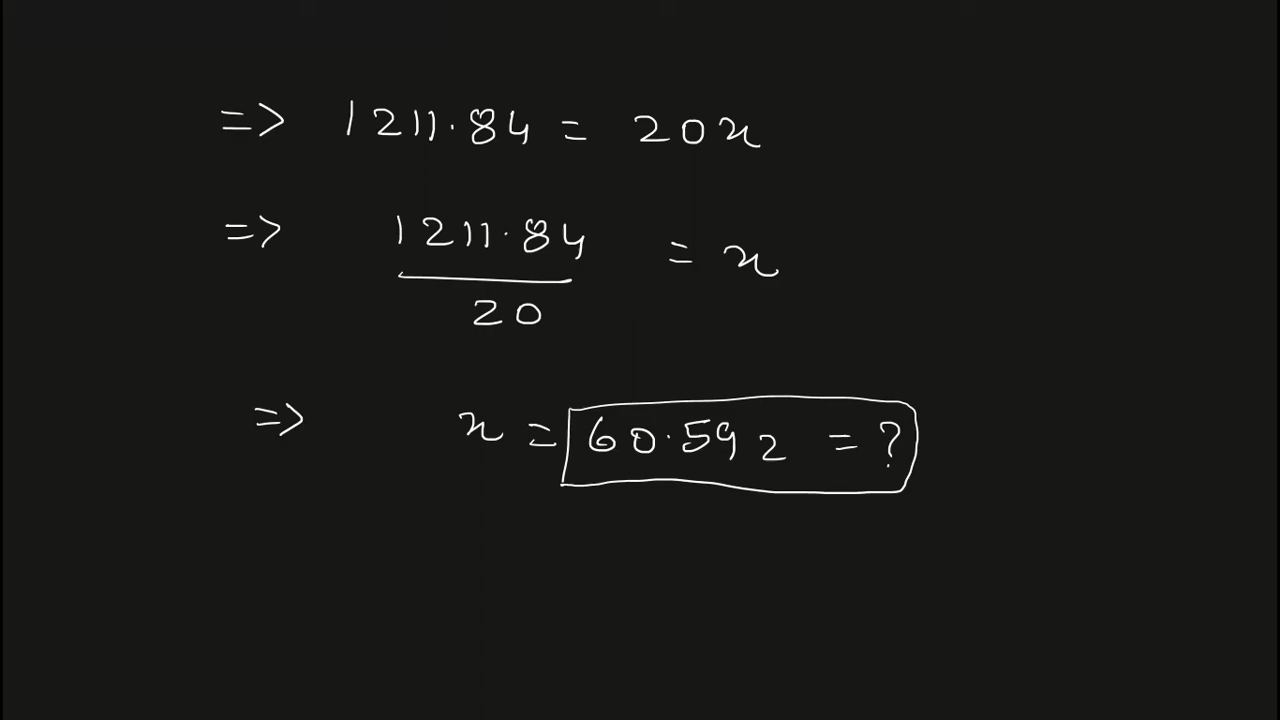 => 1211.84 = 20x
=> 1211.84 / 20 = x
=> x = 60.592 = ?